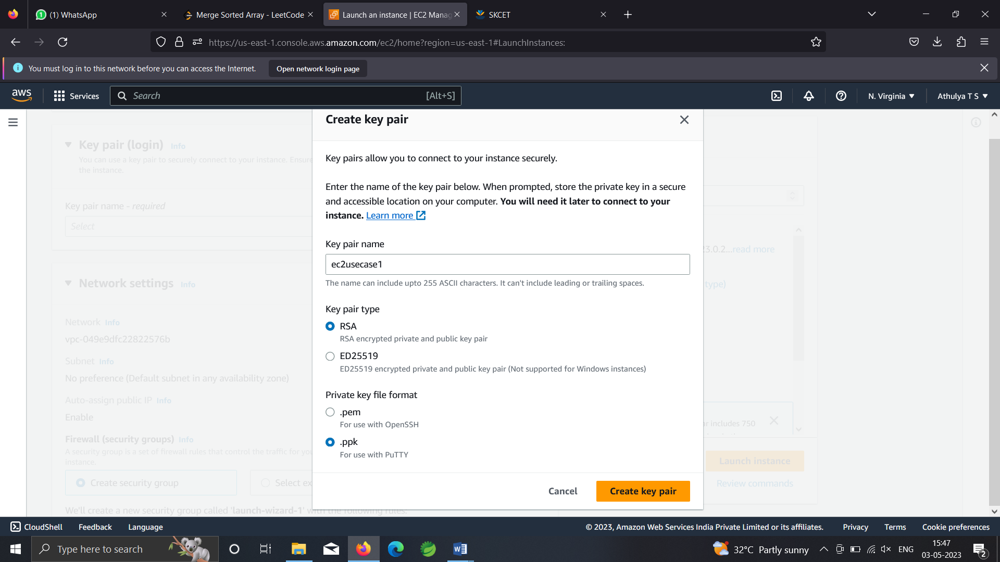 (1) WhatsApp
Merge Sorted Array - LeetCode
Launch an instance | EC2 Manag
SKCET
https://us-east-1.console.aws.amazon.com/ec2/home?region=us-east-1#LaunchInstances:
You must log in to this network before you can access the Internet.
Open network login page
aws
Services
Search
[Alt+S]
N. Virginia
Athulya T S
Create key pair
Key pair (login) Info
You can use a key pair to securely connect to your instance. Ensure
the instance.
Key pair name - required
Select
Network settings Info
Network Info
vpc-049e9dfc22822576b
Subnet Info
No preference (Default subnet in any availability zone)
Auto-assign public IP Info
Enable
Firewall (security groups) Info
A security group is a set of firewall rules that control the traffic for you
instance.
Create security group
Select ex
We'll create a new security group called 'launch-wizard-1' with the following rules:
Key pairs allow you to connect to your instance securely.
Enter the name of the key pair below. When prompted, store the private key in a secure
and accessible location on your computer. You will need it later to connect to your
instance. Learn more
Key pair name
ec2usecase1
The name can include upto 255 ASCII characters. It can't include leading or trailing spaces.
Key pair type
RSA
RSA encrypted private and public key pair
ED25519
ED25519 encrypted private and public key pair (Not supported for Windows instances)
Private key file format
.pem
For use with OpenSSH
.ppk
For use with PuTTY
Cancel
Create key pair
23.0.2...read more
type)
ar includes 750
Launch instance
Review commands
CloudShell
Feedback
Language
© 2023, Amazon Web Services India Private Limited or its affiliates.
Privacy
Terms
Cookie preferences
Type here to search
32°C Partly sunny
ENG
15:47
03-05-2023
2